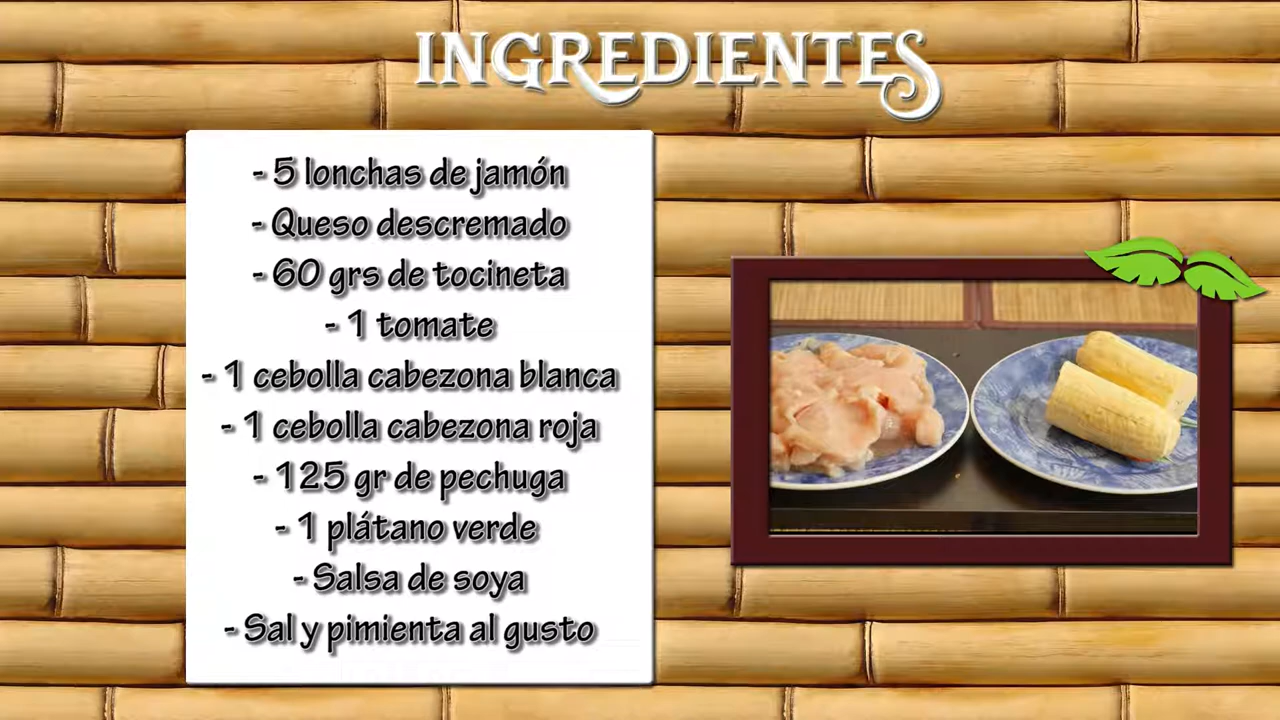 INGREDIENTES
- 5 lonchas de jamón
- Queso descremado
- 60 grs de tocineta
- 1 tomate
- 1 cebolla cabezona blanca
- 1 cebolla cabezona roja
- 125 gr de pechuga
- 1 plátano verde
- Salsa de soya
- Sal y pimienta al gusto